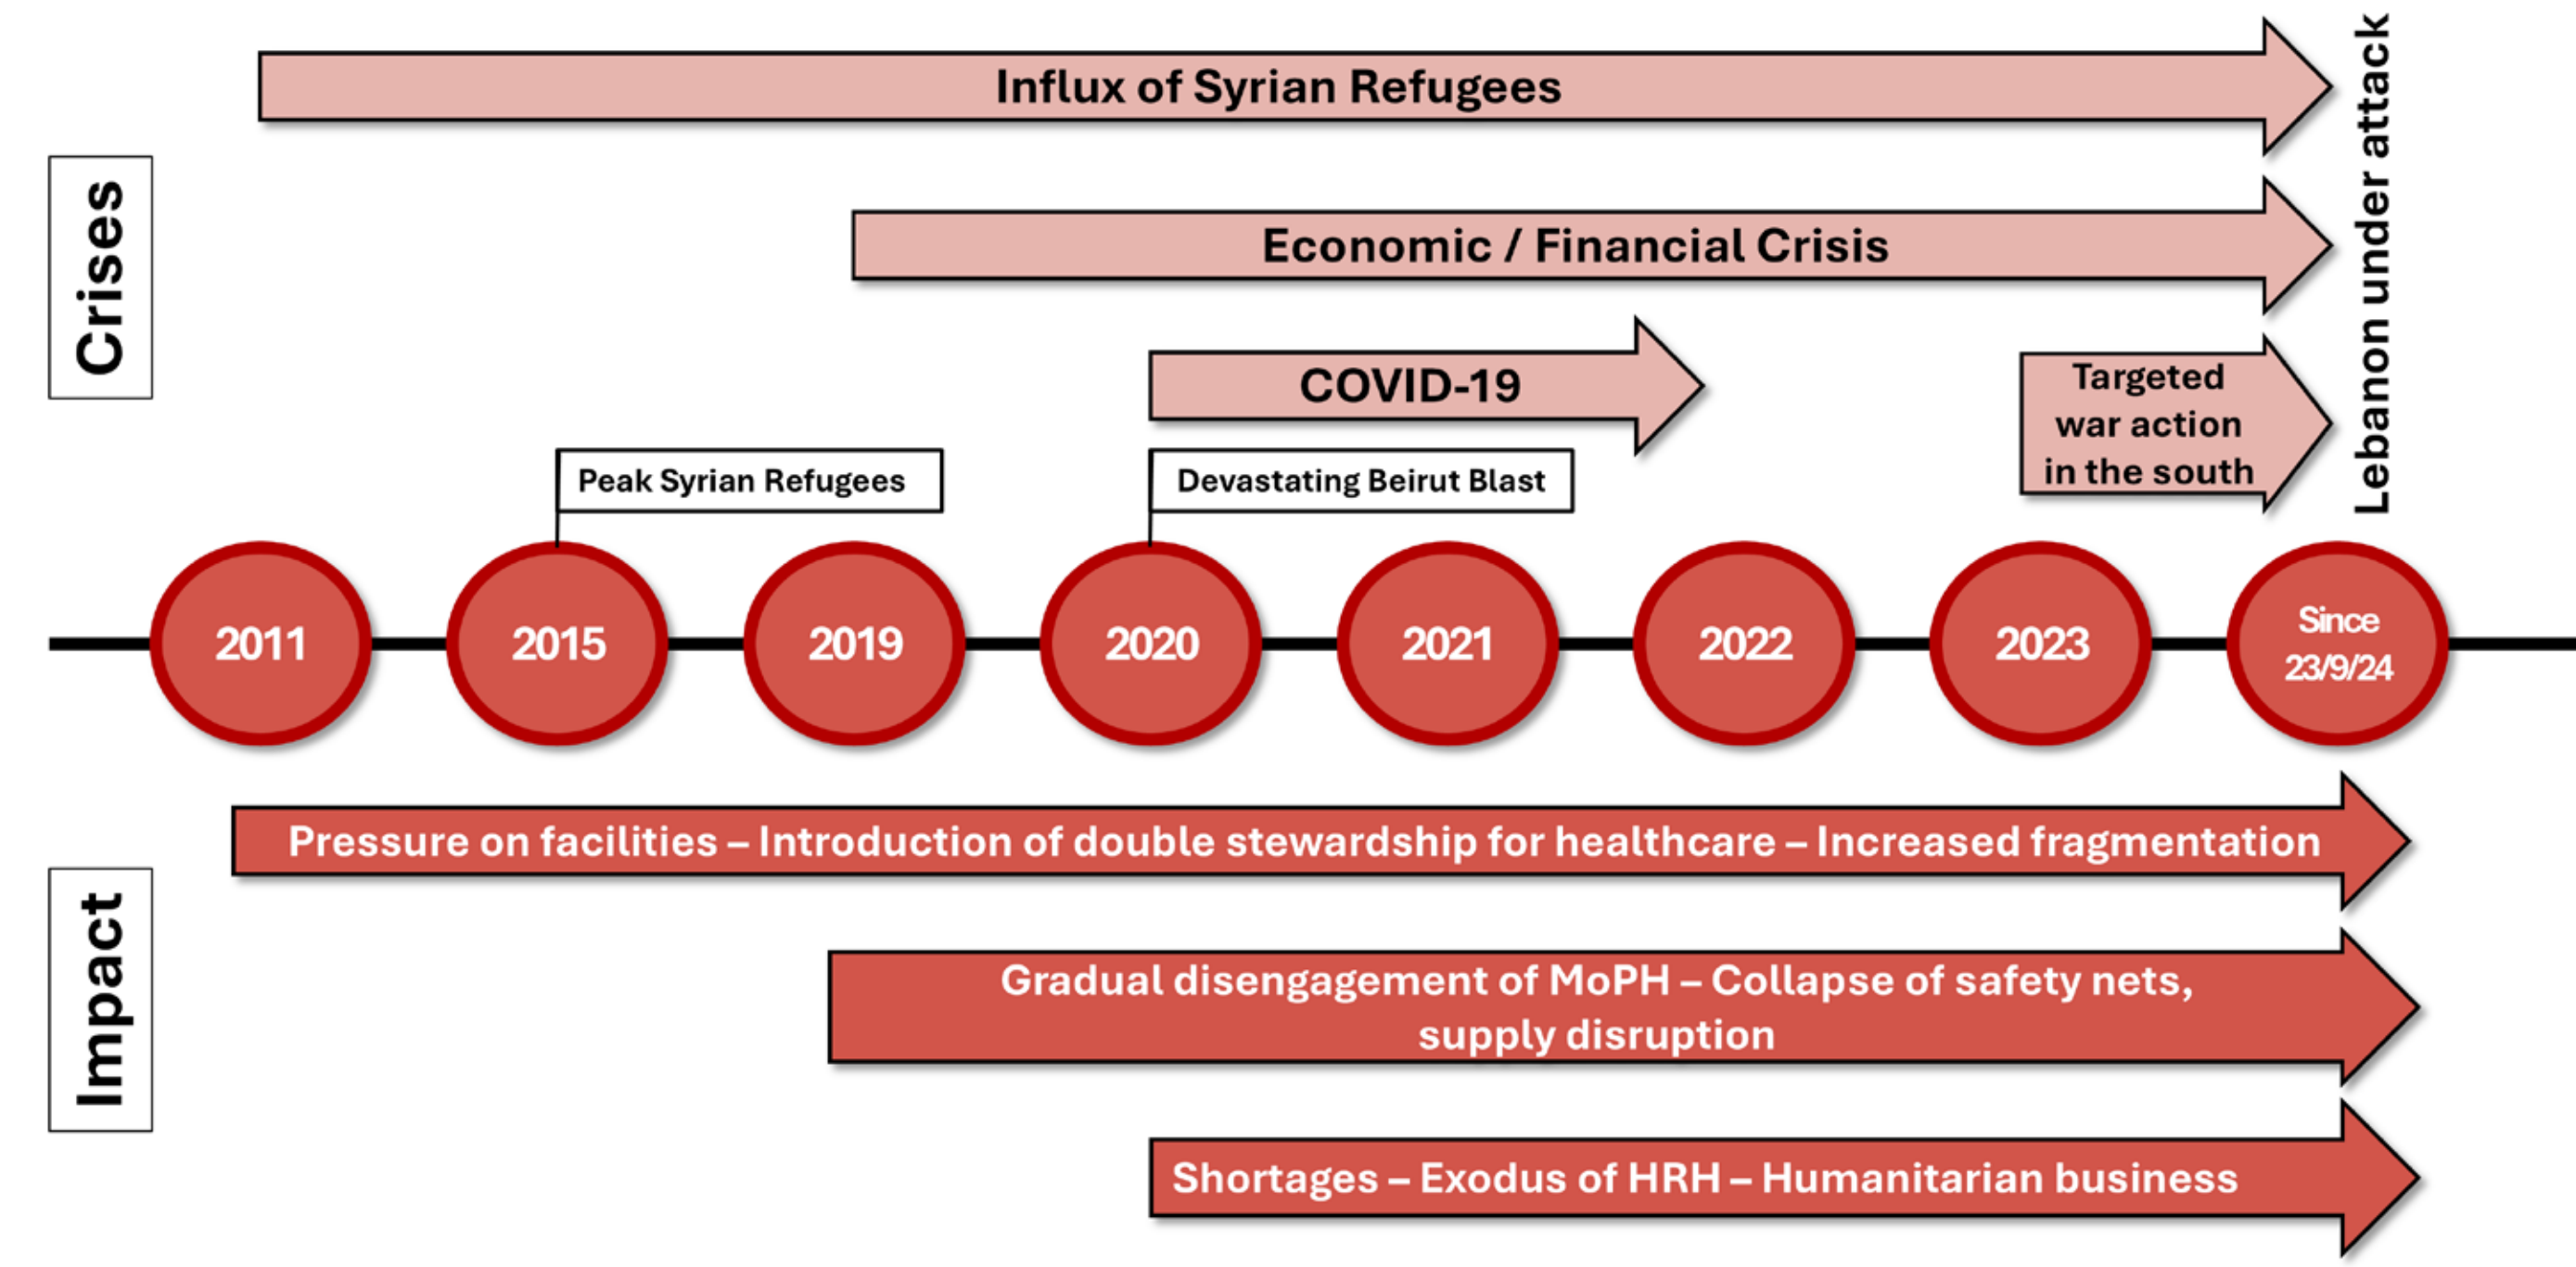 Crises
Influx of Syrian Refugees
Economic / Financial Crisis
COVID-19
Targeted
war action
in the south
Lebanon under attack
Peak Syrian Refugees
Devastating Beirut Blast
2011
2015
2019
2020
2021
2022
2023
Since
23/9/24
Impact
Pressure on facilities – Introduction of double stewardship for healthcare – Increased fragmentation
Gradual disengagement of MoPH – Collapse of safety nets,
supply disruption
Shortages – Exodus of HRH – Humanitarian business